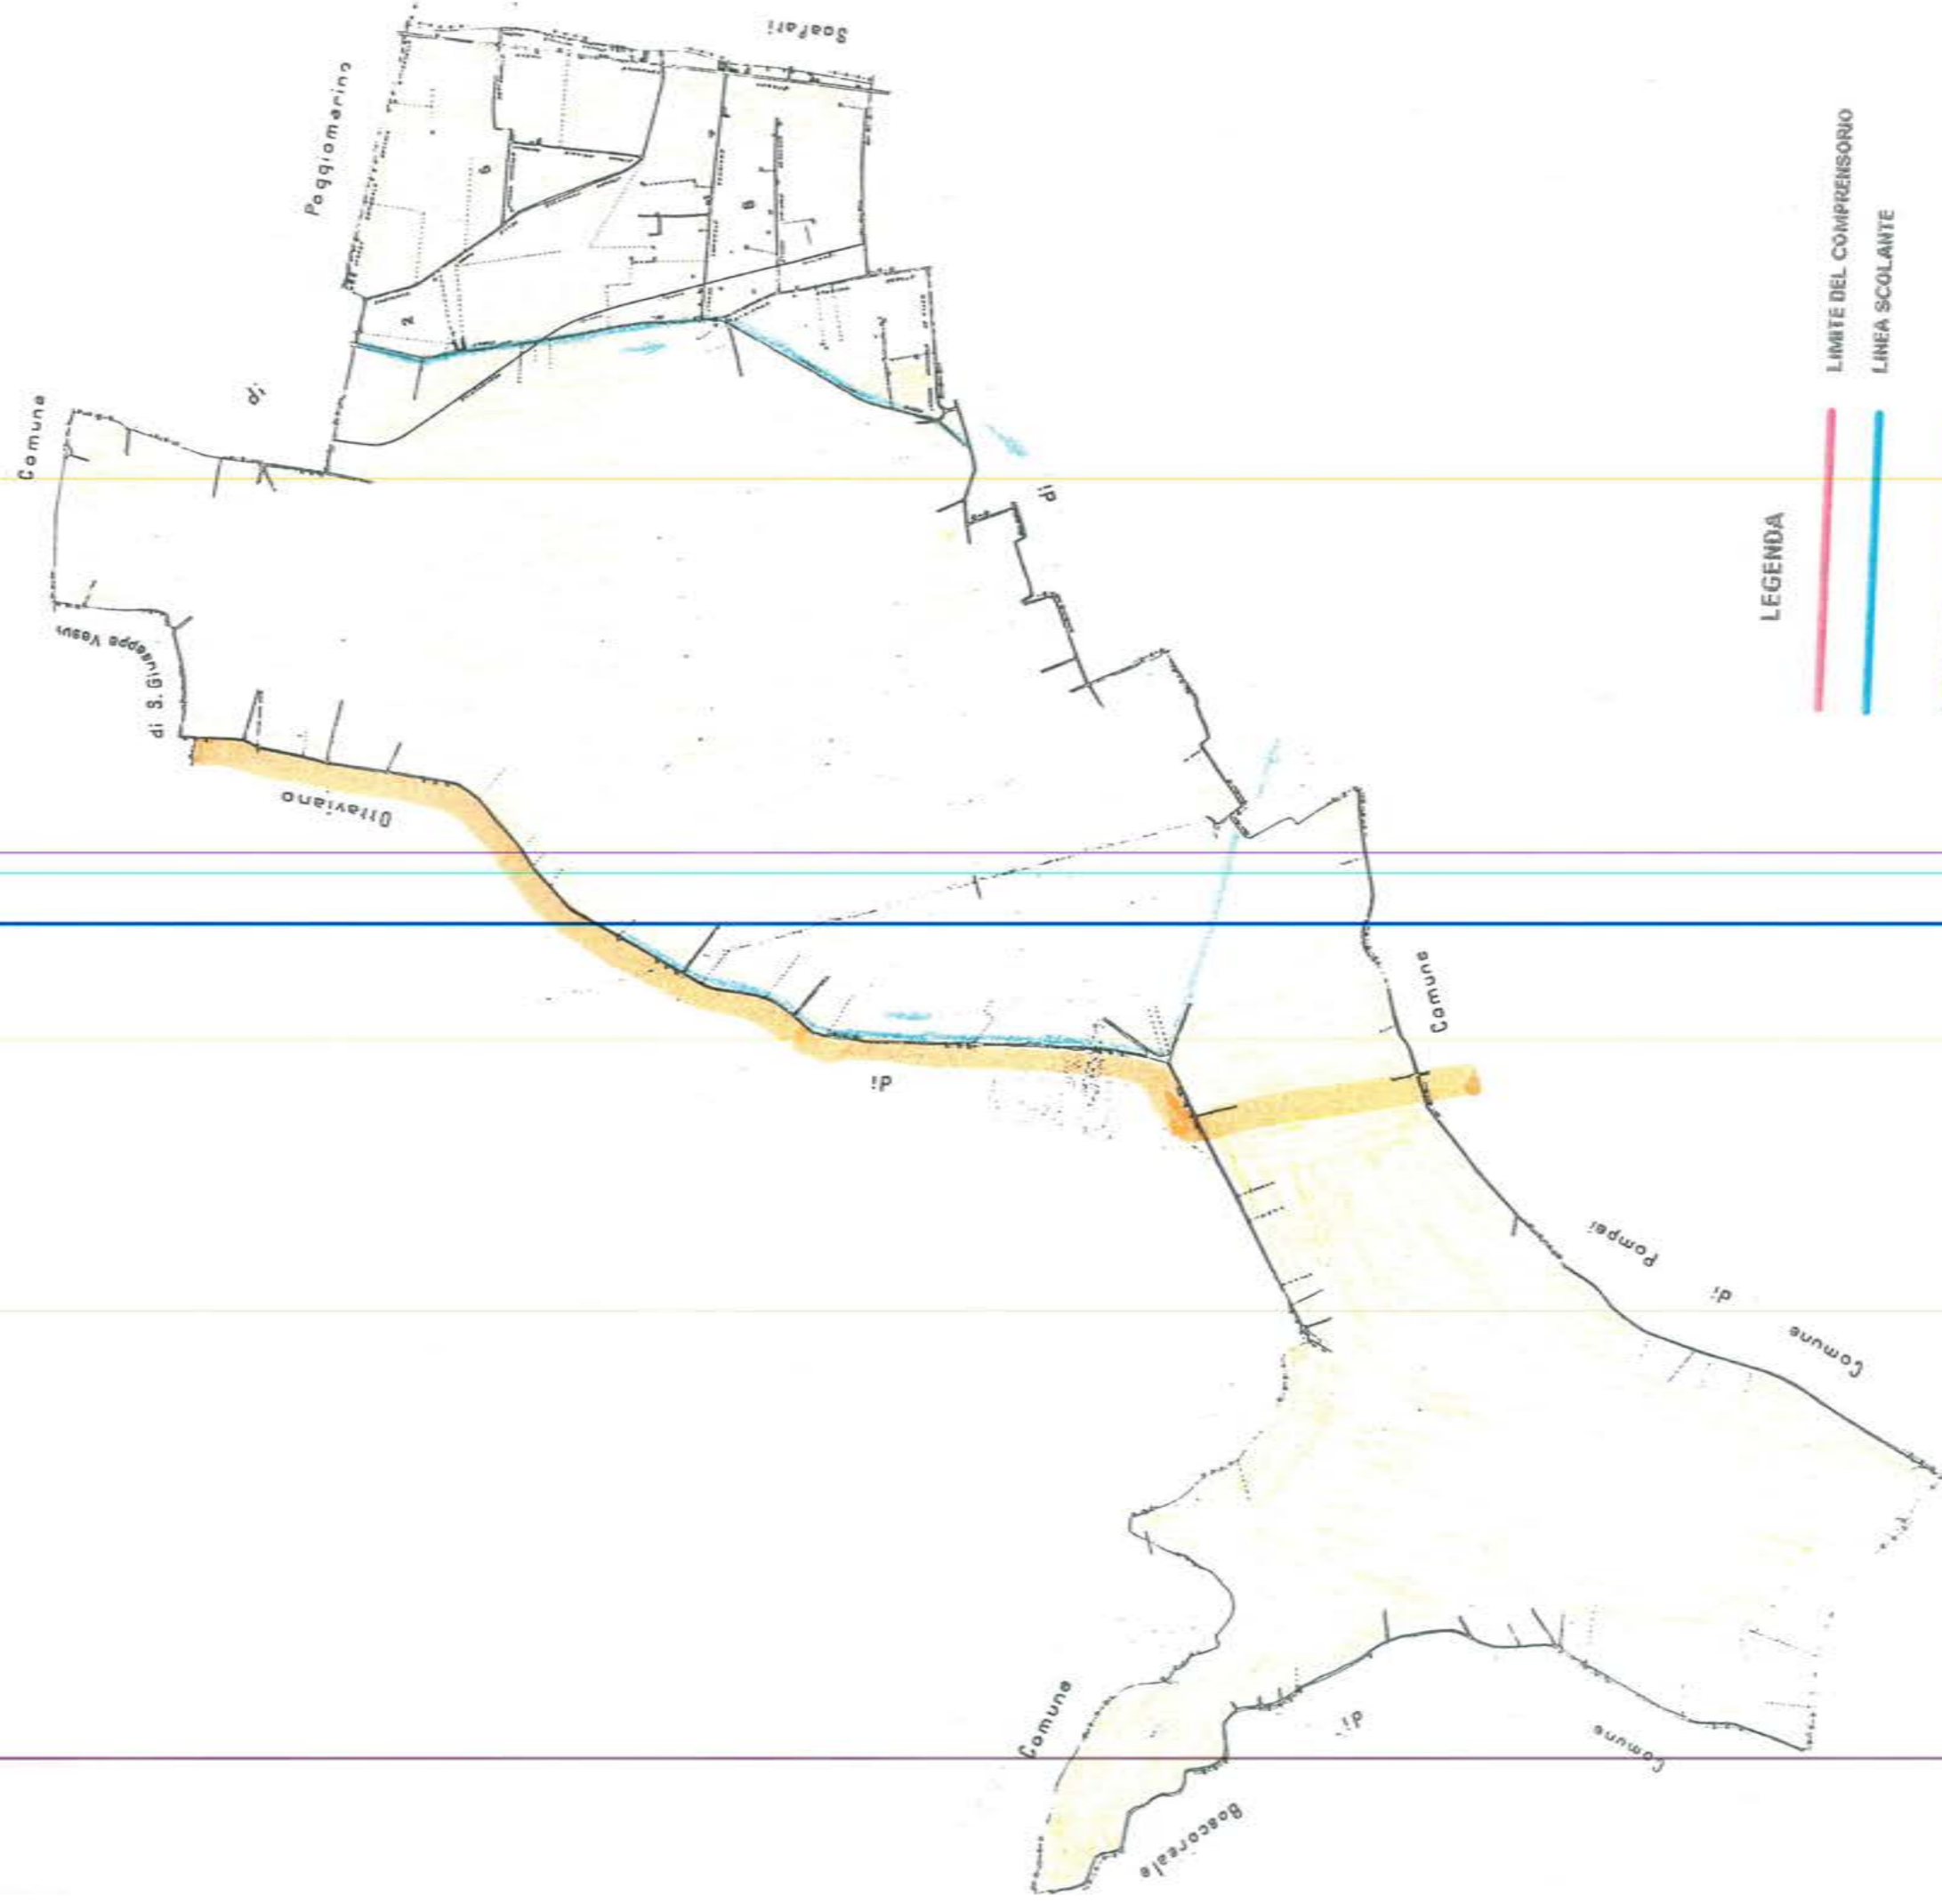 Scafati
Poggiomarino
di
Comune
di S. Giuseppe Vesuv
Ottaviano
di
di
Comune
Pompei
di
Comune
Comune
di
Comune
Boscoreale
2
6
8
LEGENDA
LIMITE DEL COMPRENSORIO
LINEA SCOLANTE